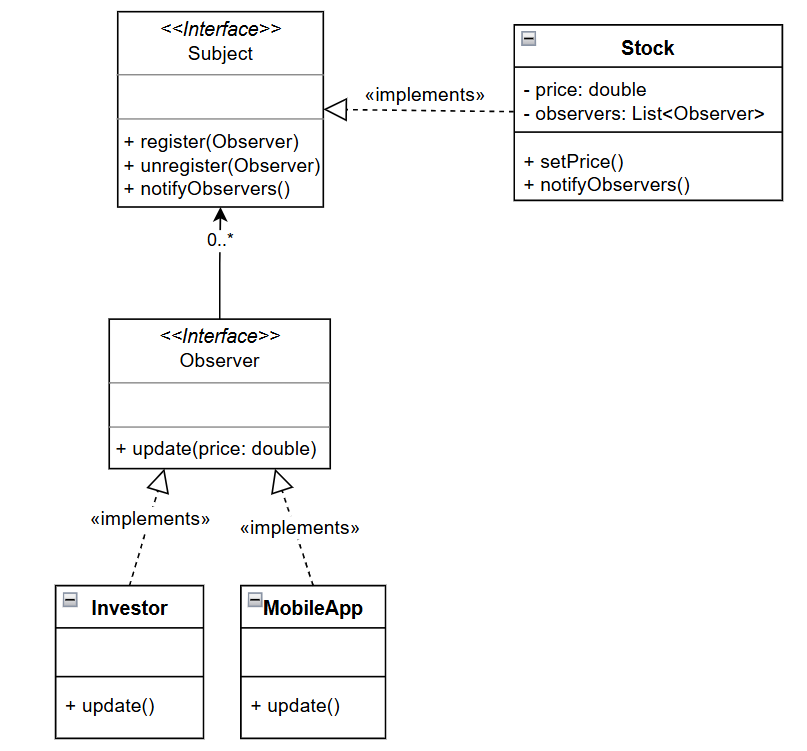 <<Interface>>
Subject
+ register(Observer)
+ unregister(Observer)
+ notifyObservers()
«implements»
Stock
- price: double
- observers: List<Observer>
+ setPrice()
+ notifyObservers()
0..*
<<Interface>>
Observer
+ update(price: double)
«implements»
«implements»
Investor
+ update()
MobileApp
+ update()